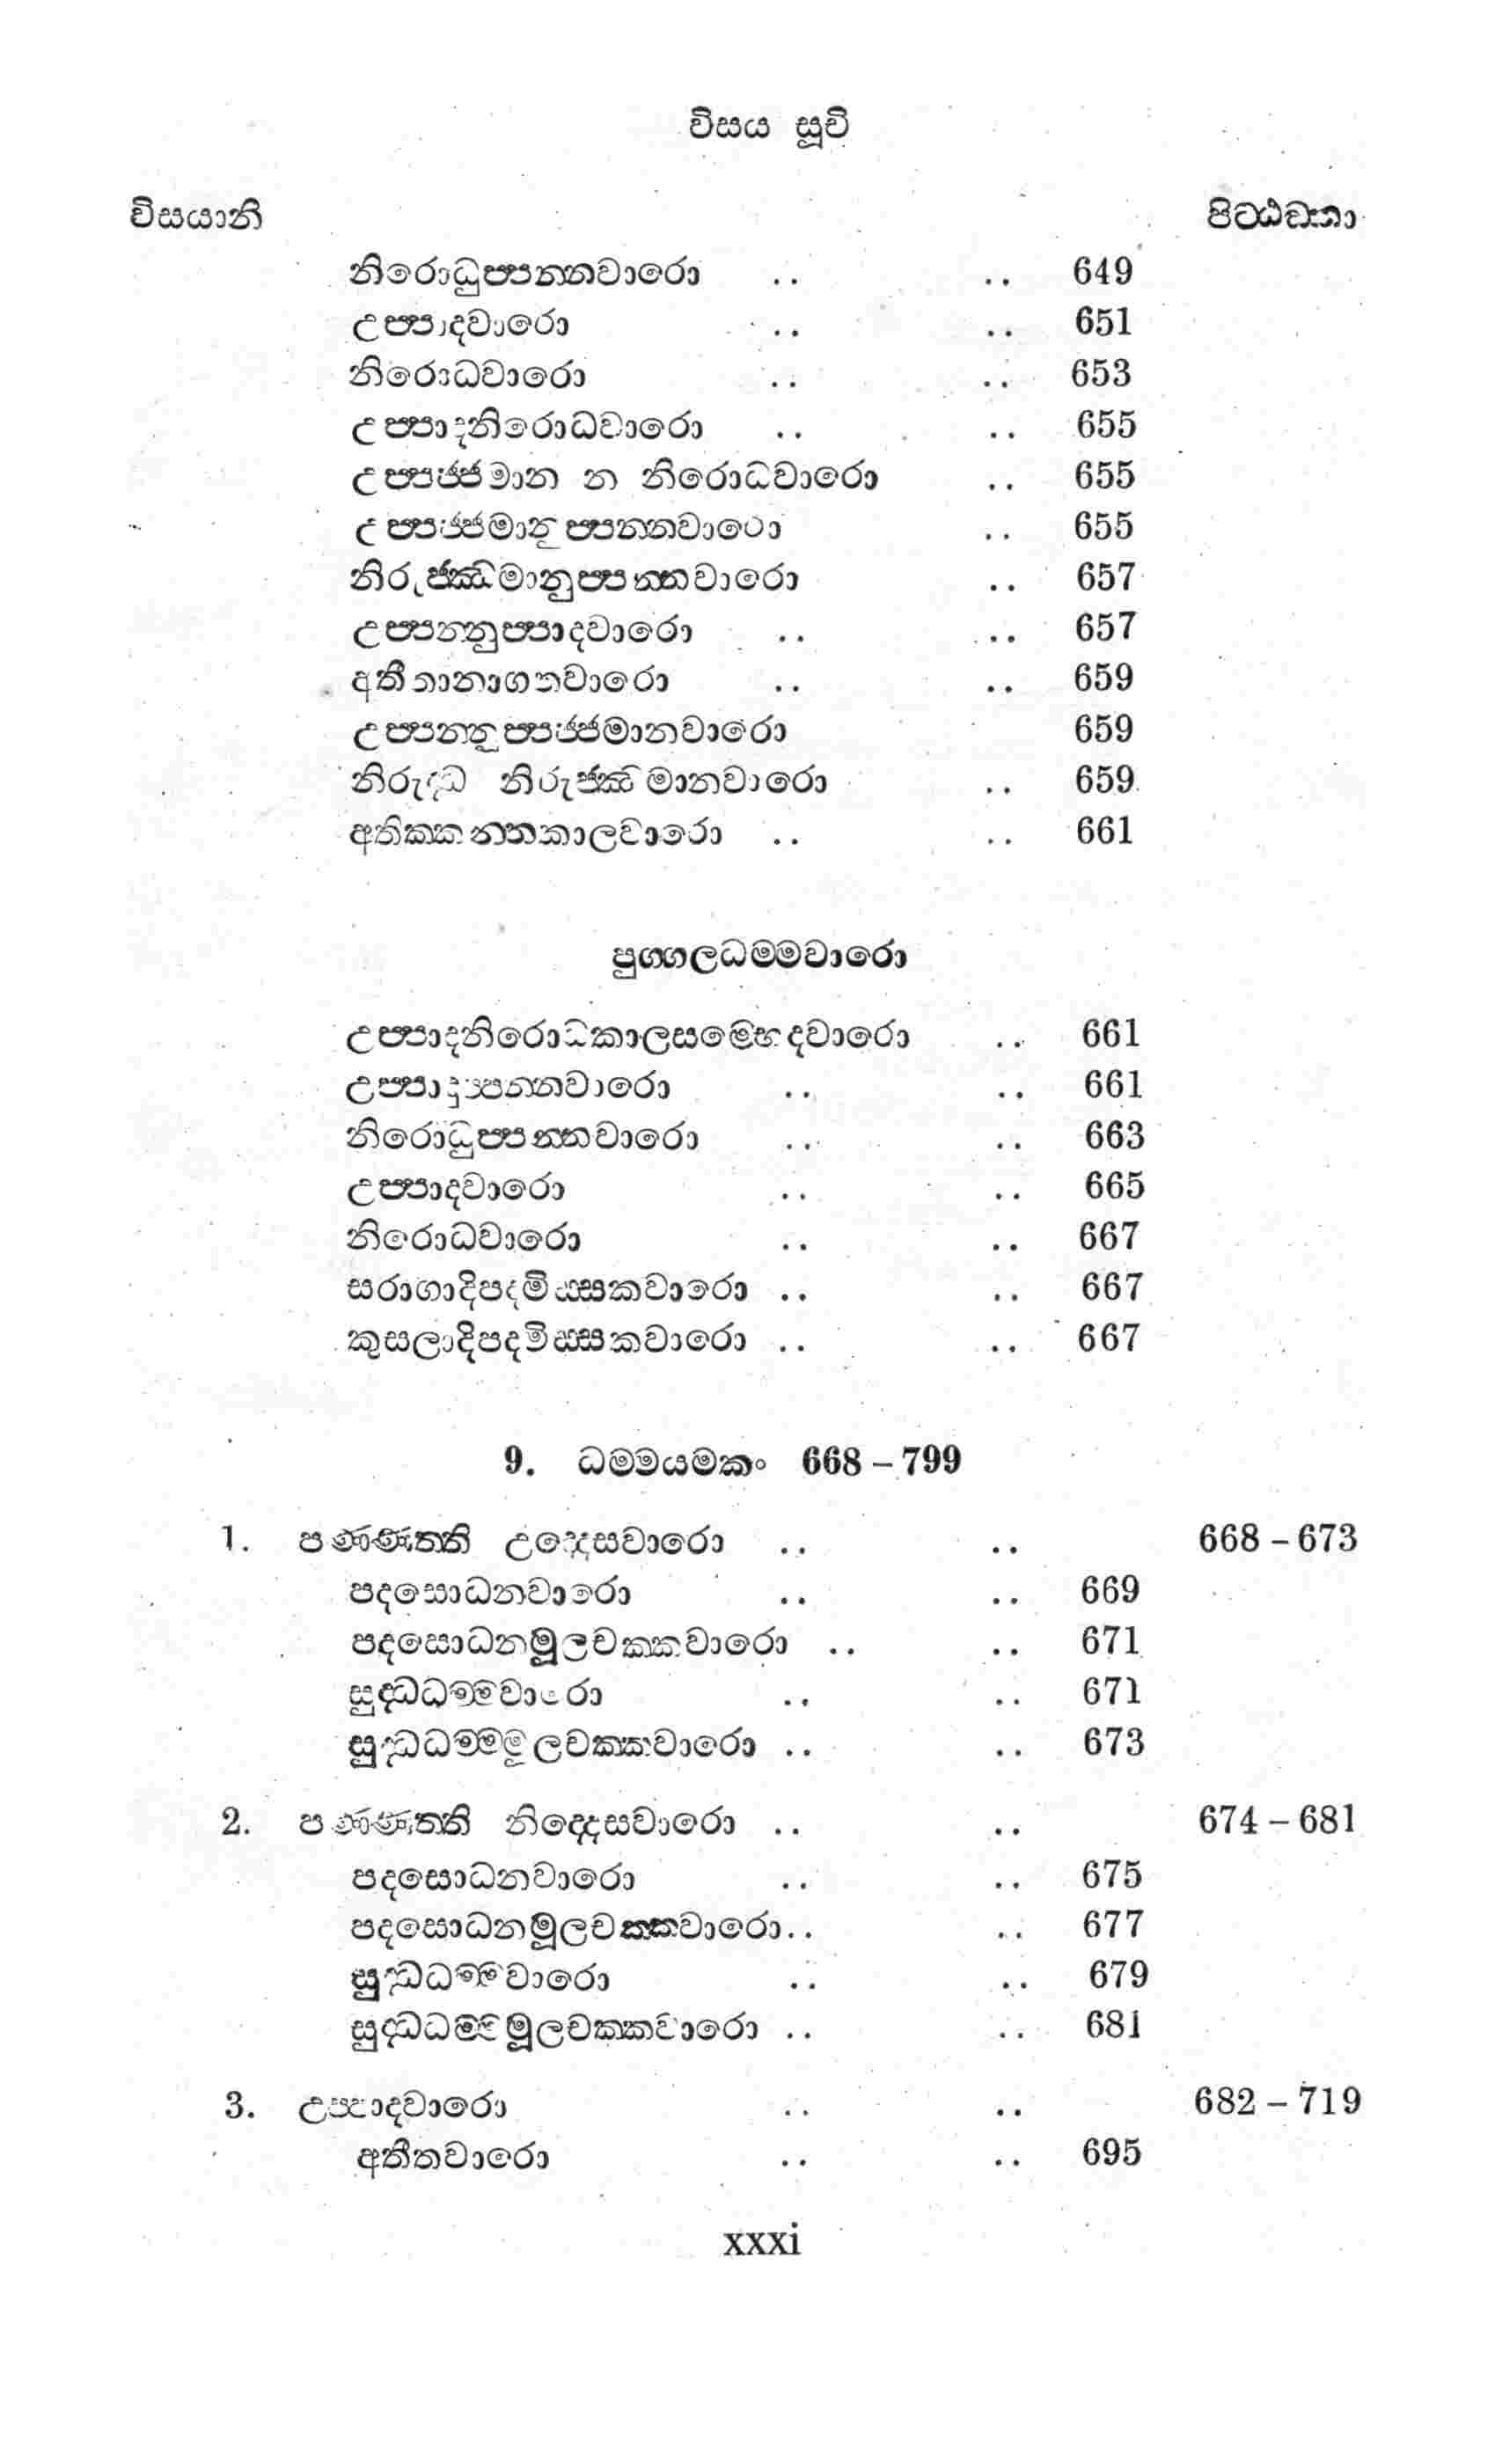 විසය සූචි
විසයානි පිට්ඨඞ්කා
නිරොධුප්පන්නවාරො .. .. 649
උප්පාදවාරො .. .. 651
නිරොධවාරො .. .. 653
උප්පාදනිරොධවාරො .. .. 655
උප්පජ්ජමාන න නිරොධවාරො .. 655
උප්පජ්ජමානුප්පන්නවාරො .. 655
නිරුජ්ඣමානුප්පන්නවාරො .. 657
උප්පන්නුප්පාදවාරො .. .. 657
අතීතානාගතවාරො .. .. 659
උප්පන්නුප්පජ්ජමානවාරො 659
නිරුද්ධ නිරුජ්ඣමානවාරො .. 659
අතික්කන්තකාලවාරො .. .. 661
පුග්ගලධම්මවාරො
උප්පාදනිරොධකාලසම්භෙදවාරො .. 661
උප්පාදුප්පන්නවාරො .. .. 661
නිරොධුප්පන්නවාරො .. .. 663
උප්පාදවාරො .. .. 665
නිරොධවාරො .. .. 667
සරාගාදිපදමිස්සකවාරො .. .. 667
කුසලාදිපදමිස්සකවාරො .. .. 667
9. ධම්මයමකං 668 – 799
1. පණ්ණත්ති උද්දෙසවාරො .. .. 668 – 673
පදසොධනවාරො .. .. 669
පදසොධනමූලචක්කවාරො .. .. 671
සුද්ධධම්මවාරො .. .. 671
සුද්ධධම්මමූලචක්කවාරො .. .. 673
2. පණ්ණත්ති නිද්දෙසවාරො .. .. 674 – 681
පදසොධනවාරො .. .. 675
පදසොධනමූලචක්කවාරො .. .. 677
සුද්ධධම්මවාරො .. .. 679
සුද්ධධම්මමූලචක්කවාරො .. .. 681
3. උප්පාදවාරො .. .. 682 – 719
අතීතවාරො .. .. 695
xxxi